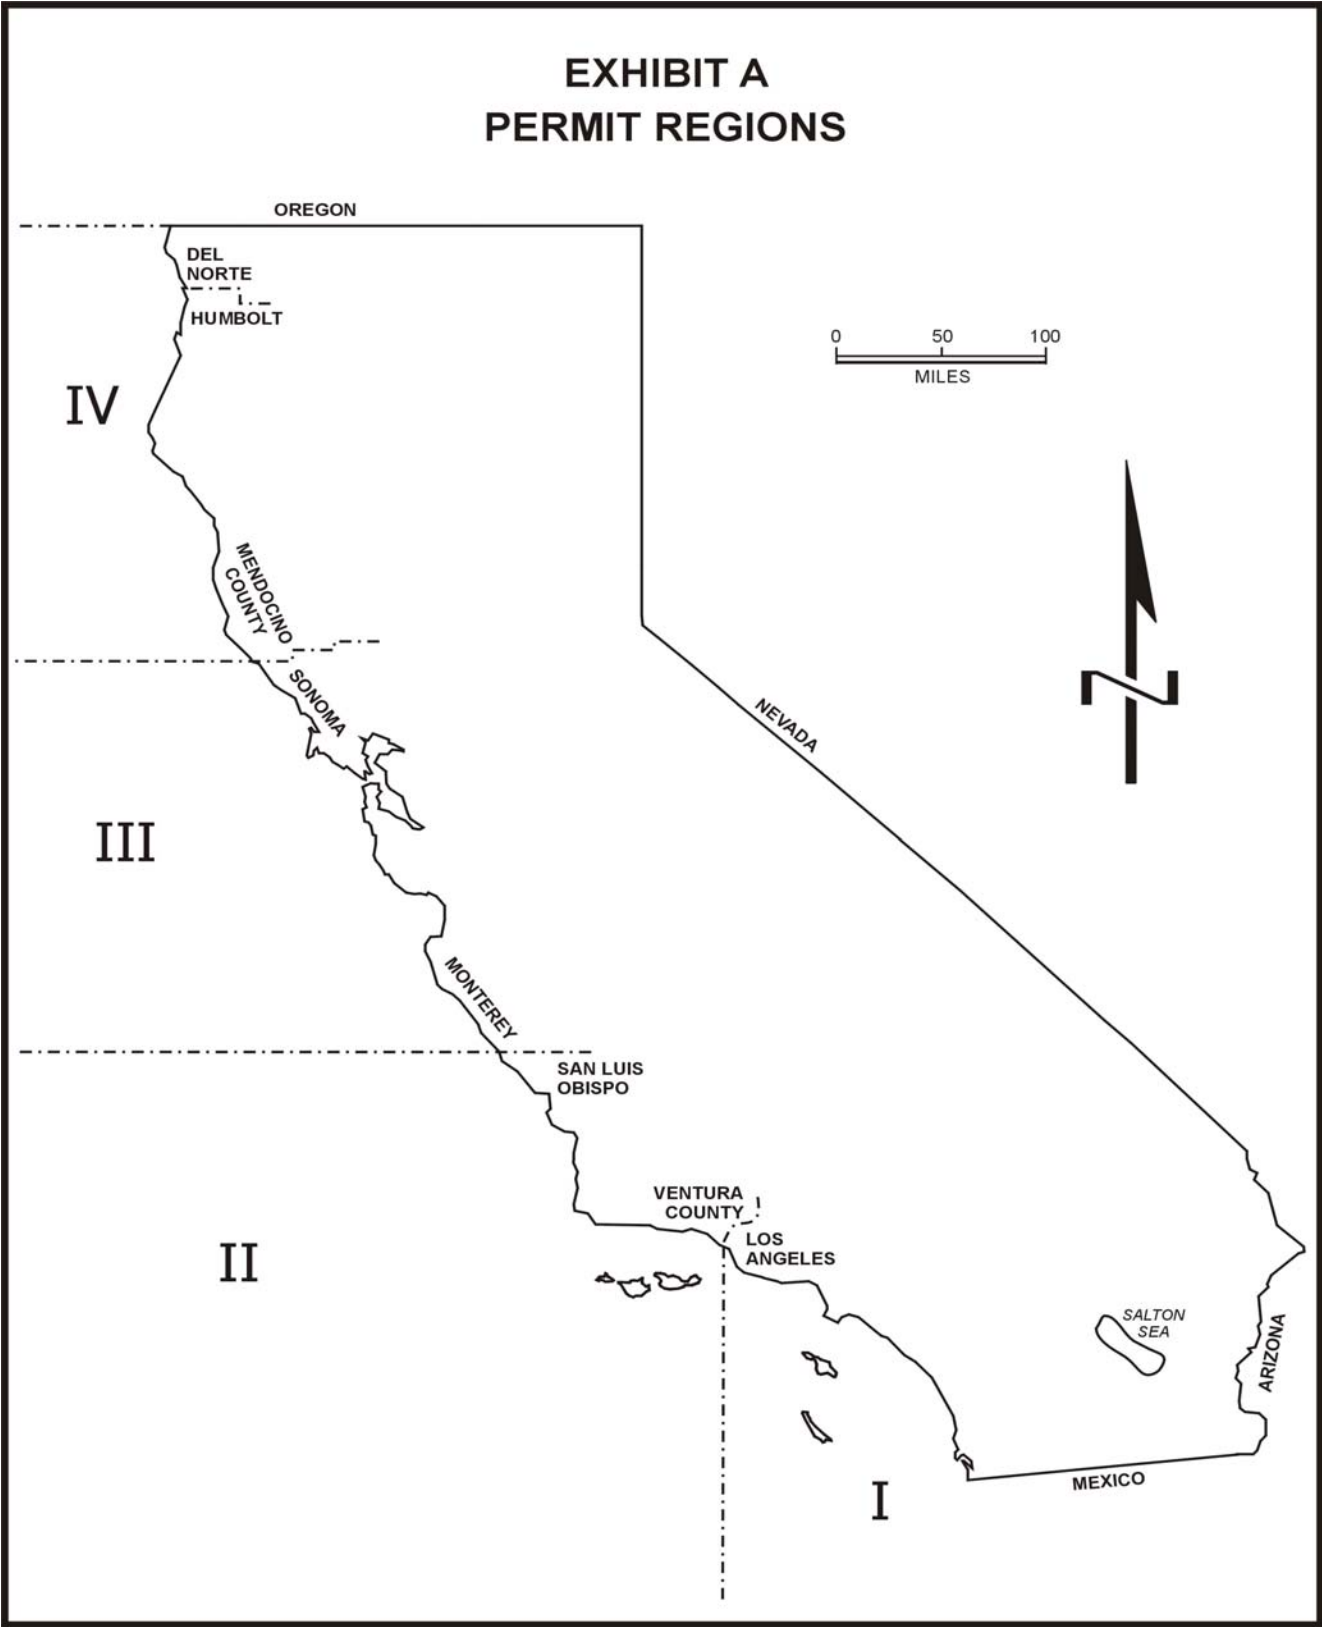 EXHIBIT A
PERMIT REGIONS
OREGON
DEL
NORTE
HUMBOLT
0 50 100
MILES
IV
MENDOCINO
COUNTY
SONOMA
NEVADA
N
III
MONTEREY
SAN LUIS
OBISPO
VENTURA
COUNTY
LOS
ANGELES
II
SALTON
SEA
ARIZONA
MEXICO
I